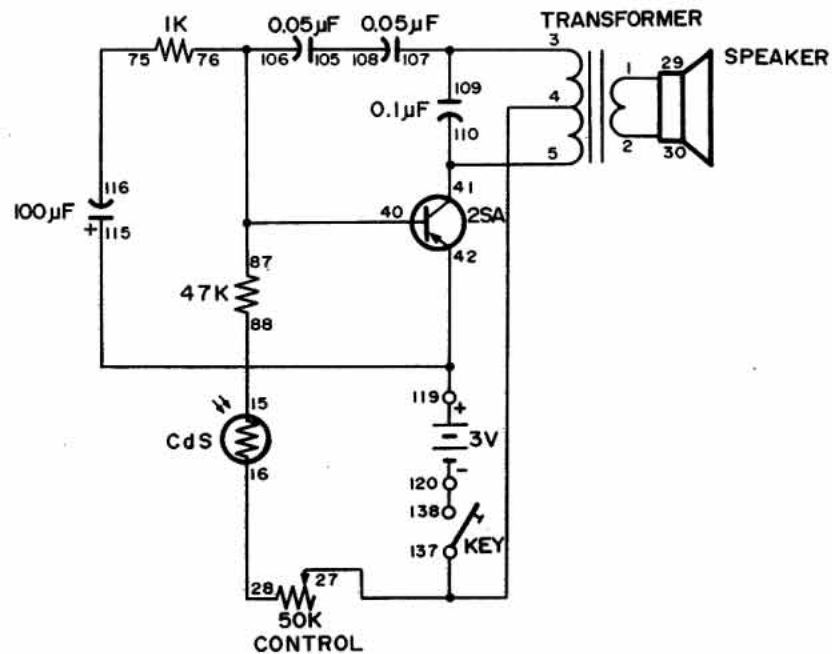 TRANSFORMER
1K
0.05µF
0.05µF
SPEAKER
75
76
106
105
108
107
3
109
0.1µF
110
4
5
1
2
29
30
116
100µF
+
115
40
41
2SA
42
87
47K
88
15
CdS
16
119
+
3V
-
120
138
137
KEY
28
27
50K
CONTROL